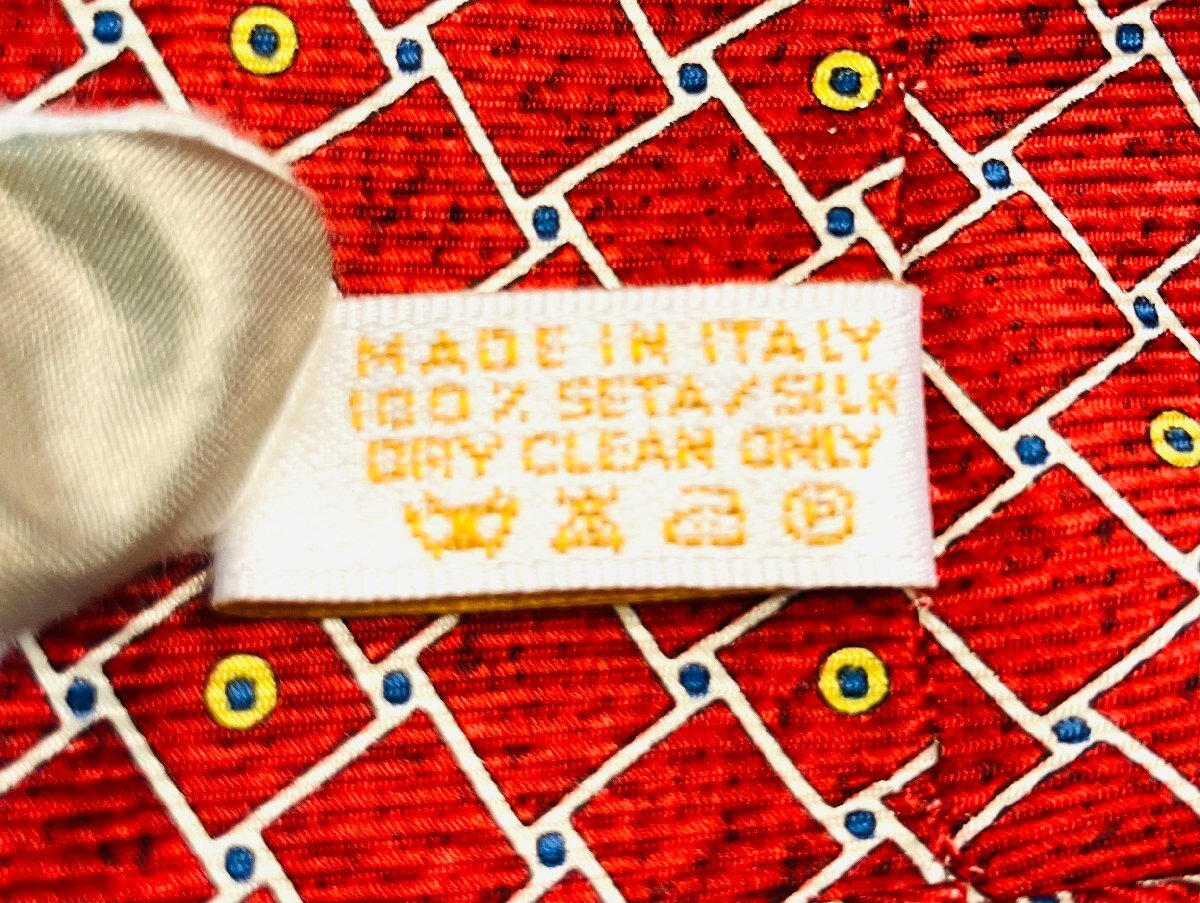 MADE IN ITALY
100% SETA/SILK
DRY CLEAN ONLY
P